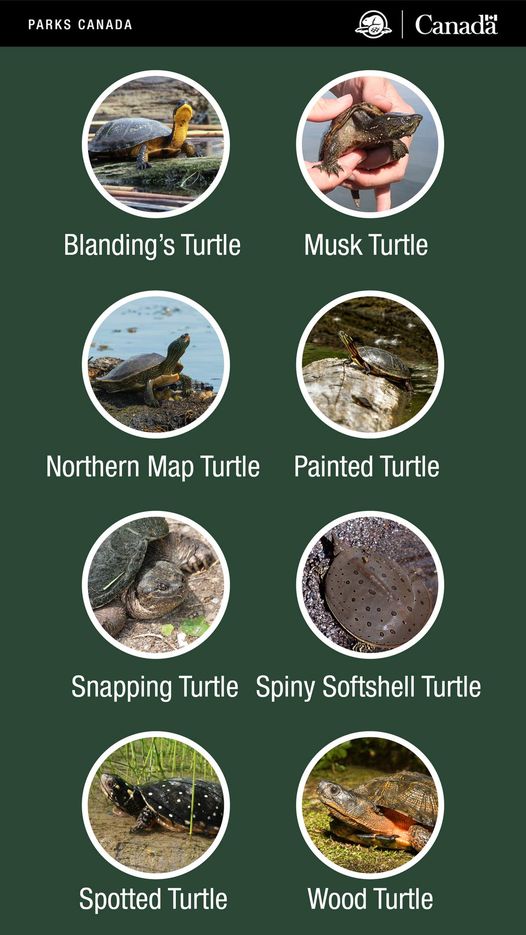 PARKS CANADA
Canada
Blanding's Turtle
Musk Turtle
Northern Map Turtle
Painted Turtle
Snapping Turtle
Spiny Softshell Turtle
Spotted Turtle
Wood Turtle